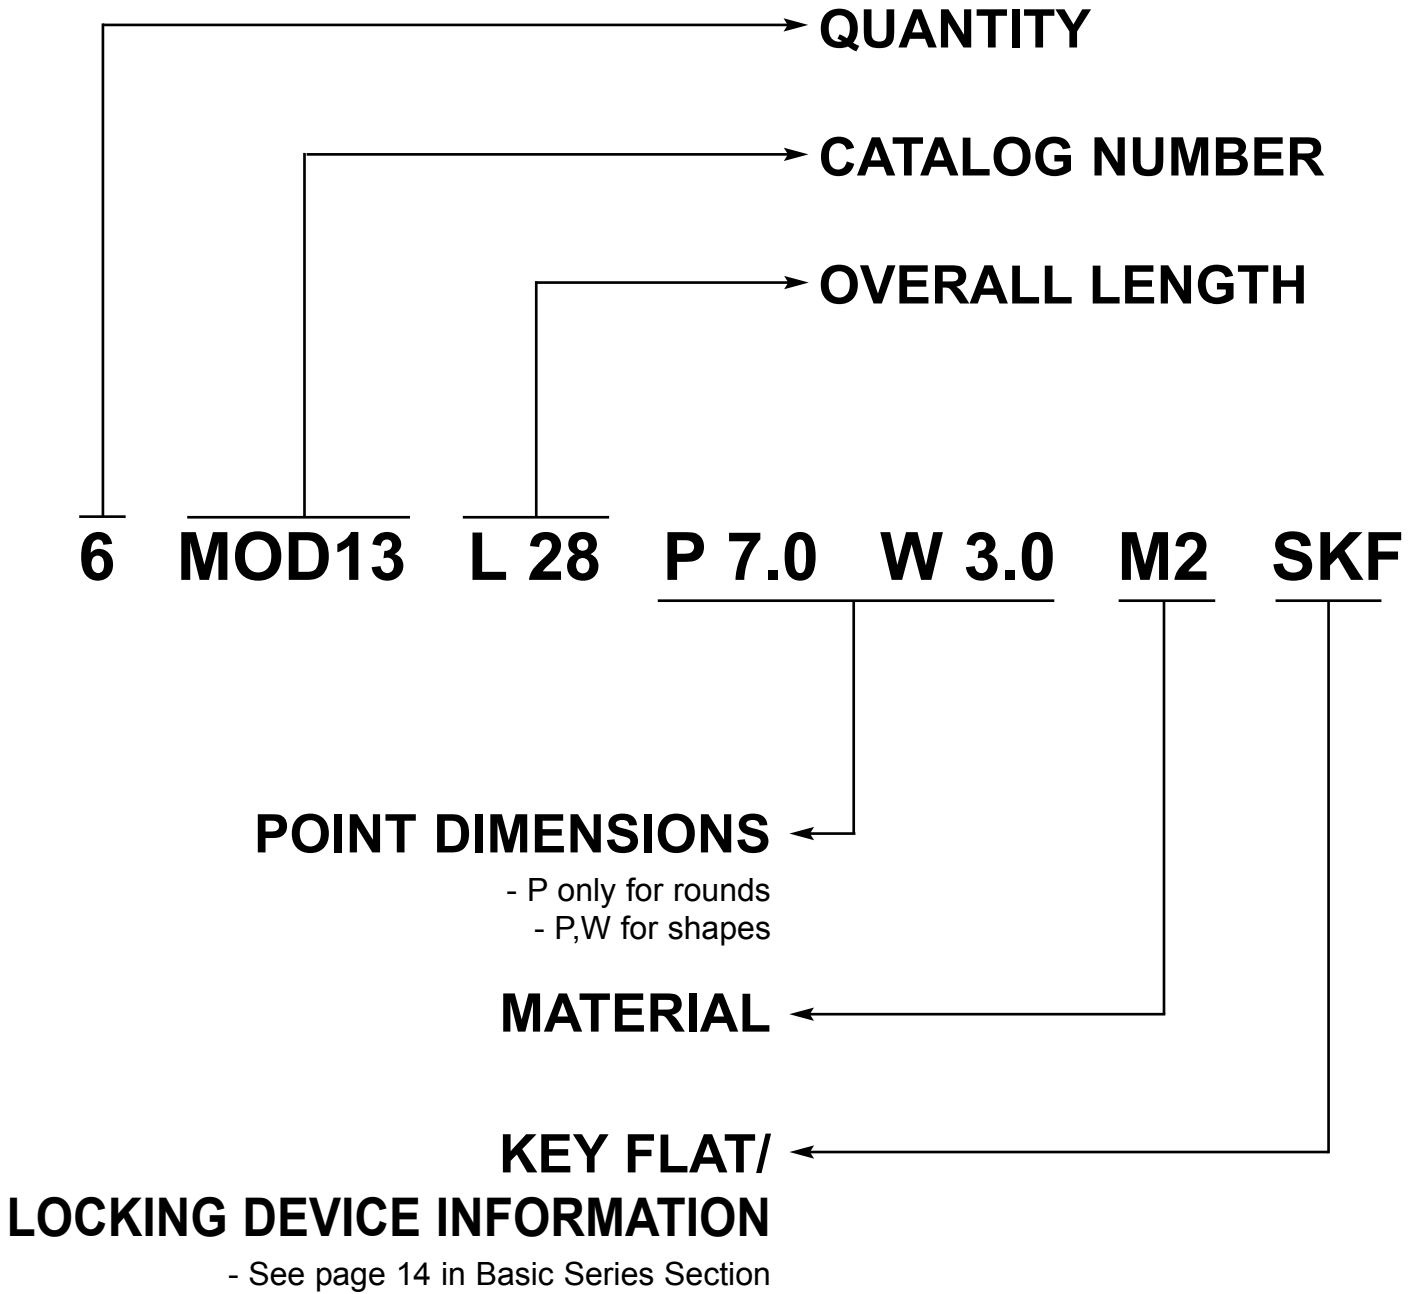 QUANTITY
CATALOG NUMBER
OVERALL LENGTH
6 MOD13 L 28 P 7.0 W 3.0 M2 SKF
POINT DIMENSIONS
- P only for rounds
- P,W for shapes
MATERIAL
KEY FLAT/
LOCKING DEVICE INFORMATION
- See page 14 in Basic Series Section